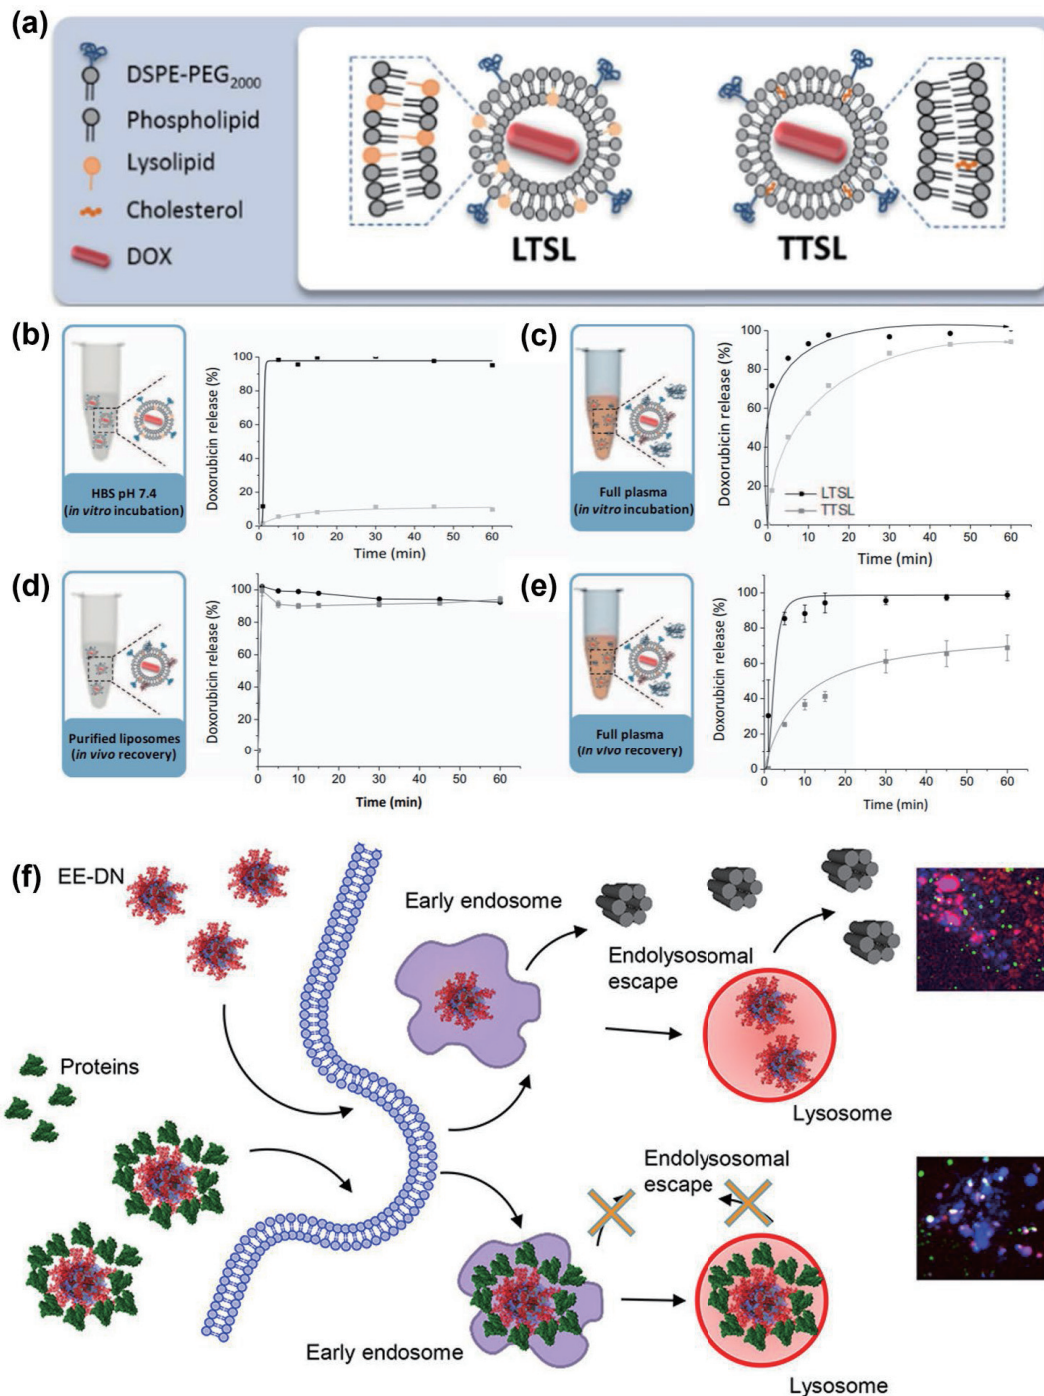 (a)
DSPE-PEG2000
Phospholipid
Lysolipid
Cholesterol
DOX
LTSL
TTSL
(b)
HBS pH 7.4
(in vitro incubation)
Doxorubicin release (%)
100
80
60
40
20
0
0 10 20 30 40 50 60
Time (min)
(c)
Full plasma
(in vitro incubation)
Doxorubicin release (%)
100
80
60
40
20
0
LTSL
TTSL
0 10 20 30 40 50 60
Time (min)
(d)
Purified liposomes
(in vivo recovery)
Doxorubicin release (%)
100
80
60
40
20
0
0 10 20 30 40 50 60
Time (min)
(e)
Full plasma
(in vivo recovery)
Doxorubicin release (%)
100
80
60
40
20
0
0 10 20 30 40 50 60
Time (min)
(f)
EE-DN
Early endosome
Endolysosomal
escape
Lysosome
Proteins
Endolysosomal
escape
Early endosome
Lysosome